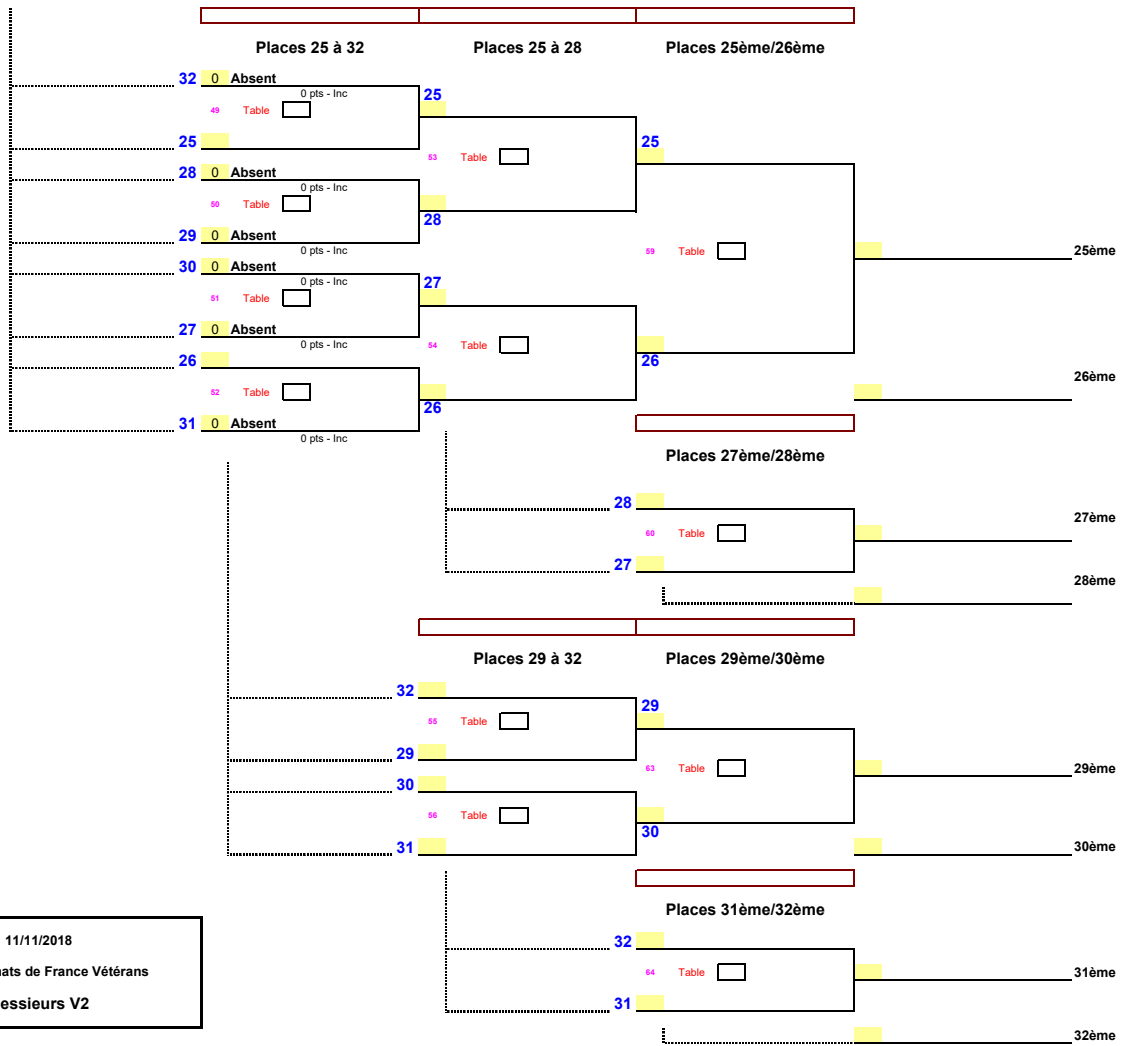 Places 25 à 32 Places 25 à 28 Places 25ème/26ème
32 0 Absent
0 pts - Inc
25
49 Table
25
25
53 Table
28 0 Absent
0 pts - Inc
50 Table
28
29 0 Absent
0 pts - Inc
59 Table
25ème
30 0 Absent
0 pts - Inc
27
51 Table
27 0 Absent
0 pts - Inc
54 Table
26
26
26ème
52 Table
26
31 0 Absent
0 pts - Inc
Places 27ème/28ème
28
27ème
60 Table
27
28ème
Places 29 à 32 Places 29ème/30ème
32
29
55 Table
29
63 Table
29ème
30
56 Table
30
31
30ème
Places 31ème/32ème
32
11/11/2018
64 Table
31ème
ats de France Vétérans
essieurs V2
31
32ème